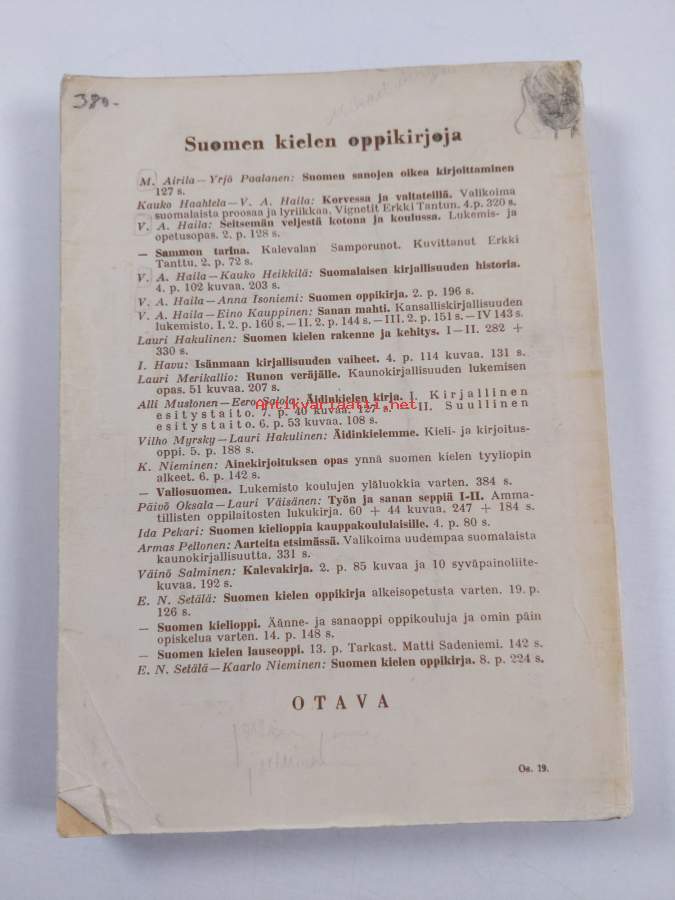 380.-
Suomen kielen oppikirjoja
M. Airila—Yrjö Paalanen: Suomen sanojen oikea kirjoittaminen
127 s.
Kauko Haahtela—V. A. Haila: Korvessa ja valtateillä. Valikoima
suomalaista proosaa ja lyriikkaa. Vignetit Erkki Tantun. 4.p. 320 s.
V. A. Haila: Seitsemän veljestä kotona ja koulussa. Lukemis- ja
opetusopas. 2. p. 128 s.
— Sammon tarina. Kalevalan Samporunot. Kuvittanut Erkki
Tanttu. 2. p. 72 s.
V. A. Haila—Kauko Heikkilä: Suomalaisen kirjallisuuden historia.
4. p. 102 kuvaa. 203 s.
V. A. Haila—Anna Isoniemi: Suomen oppikirja. 2. p. 196 s.
V. A. Haila—Eino Kauppinen: Sanan mahti. Kansalliskirjallisuuden
lukemisto. I. 2. p. 160 s.—II. 2. p. 144 s.—III. 2. p. 151 s.—IV 143 s.
Lauri Hakulinen: Suomen kielen rakenne ja kehitys. I—II. 282 +
330 s.
I. Havu: Isänmaan kirjallisuuden vaiheet. 4. p. 114 kuvaa. 131 s.
Lauri Merikallio: Runon veräjälle. Kaunokirjallisuuden lukemisen
opas. 51 kuvaa. 207 s.
Alli Mustonen—Eero Salola: Äidinkielen kirja. I. Kirjallinen
esitystaito. 7. p. 40 kuvaa. 127 s. — II. Suullinen
esitystaito. 6. p. 53 kuvaa. 108 s.
Antikvariaatti.net
Vilho Myrsky—Lauri Hakulinen: Äidinkielemme. Kieli- ja kirjoitus-
oppi. 5. p. 188 s.
K. Nieminen: Ainekirjoituksen opas ynnä suomen kielen tyyliopin
alkeet. 6. p. 142 s.
— Valiosuomea. Lukemisto koulujen yläluokkia varten. 384 s.
Päivö Oksala—Lauri Väisänen: Työn ja sanan seppiä I-II. Amma-
tillisten oppilaitosten lukukirja. 60 + 44 kuvaa. 247 + 184 s.
Ida Pekari: Suomen kielioppia kauppakoululaisille. 4. p. 80 s.
Armas Pellonen: Aarteita etsimässä. Valikoima uudempaa suomalaista
kaunokirjallisuutta. 331 s.
Väinö Salminen: Kalevakirja. 2. p. 85 kuvaa ja 10 syväpainoliite-
kuvaa. 192 s.
E. N. Setälä: Suomen kielen oppikirja alkeisopetusta varten. 19. p.
126 s.
— Suomen kielioppi. Äänne- ja sanaoppi oppikouluja ja omin päin
opiskelua varten. 14. p. 148 s.
— Suomen kielen lauseoppi. 13. p. Tarkast. Matti Sadeniemi. 142 s.
E. N. Setälä—Kaarlo Nieminen: Suomen kielen oppikirja. 8. p. 224 s.
OTAVA
Os. 19.